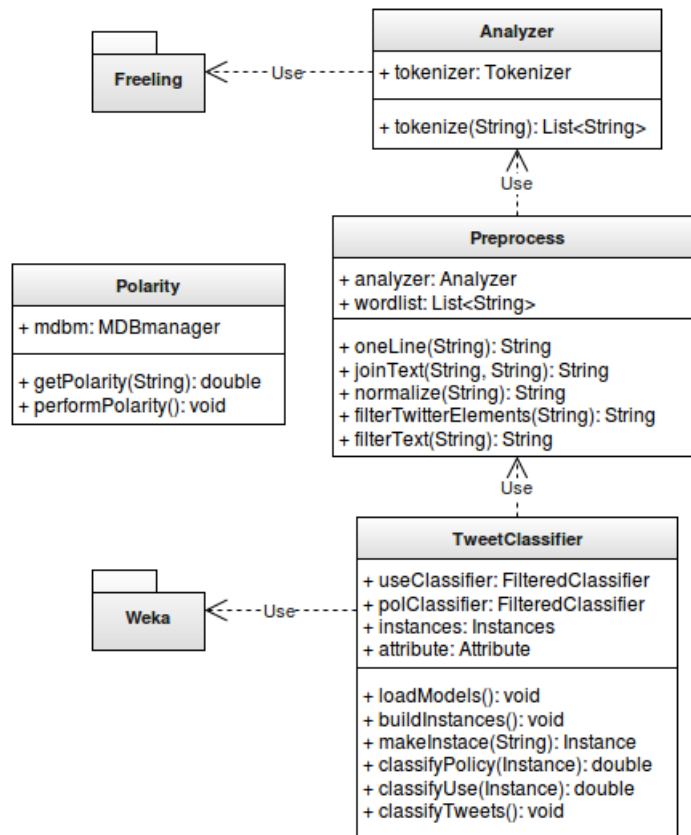 Analyzer
+ tokenizer: Tokenizer
+ tokenize(String): List<String>
Freeling
Use
Use
Preprocess
+ analyzer: Analyzer
+ wordlist: List<String>
+ oneLine(String): String
+ joinText(String, String): String
+ normalize(String): String
+ filterTwitterElements(String): String
+ filterText(String): String
Polarity
+ mdbm: MDBmanager
+ getPolarity(String): double
+ performPolarity(): void
Use
TweetClassifier
+ useClassifier: FilteredClassifier
+ polClassifier: FilteredClassifier
+ instances: Instances
+ attribute: Attribute
+ loadModels(): void
+ buildInstances(): void
+ makeInstace(String): Instance
+ classifyPolicy(Instance): double
+ classifyUse(Instance): double
+ classifyTweets(): void
Weka
Use